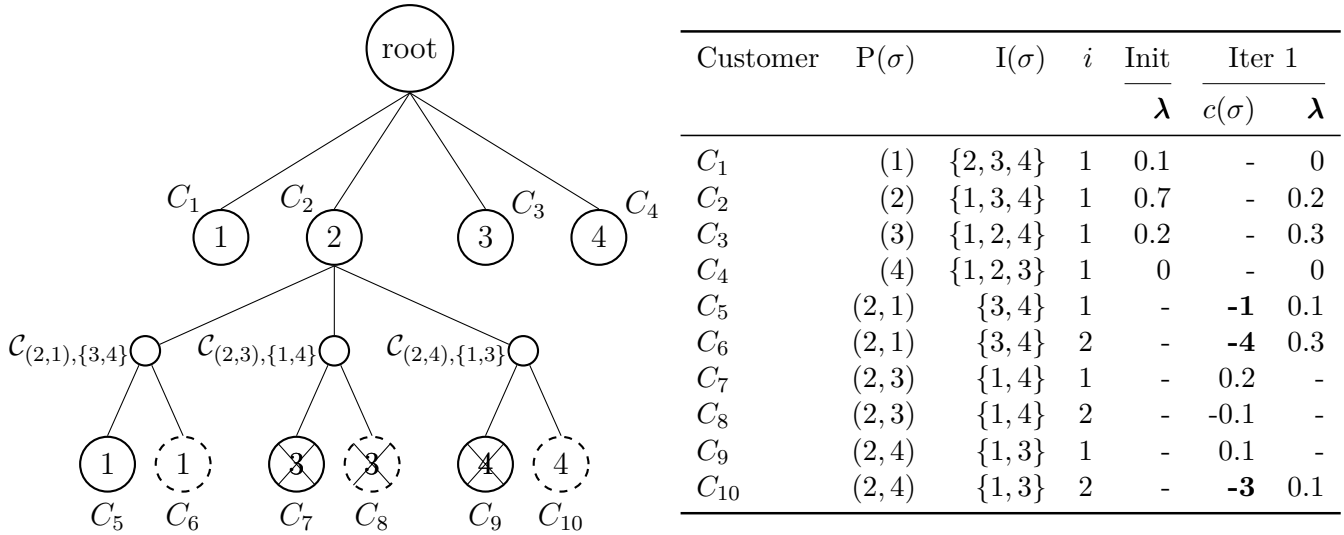 root
C₁ C₂ C₃ C₄
1 2 3 4
𝒞₍₂,₁₎,{₃,₄} 𝒞₍₂,₃₎,{₁,₄} 𝒞₍₂,₄₎,{₁,₃}
1 1 3 3 4 4
C₅ C₆ C₇ C₈ C₉ C₁₀
Customer P(σ) I(σ) i Init Iter 1
λ c(σ) λ
C₁ (1) {2, 3, 4} 1 0.1 - 0
C₂ (2) {1, 3, 4} 1 0.7 - 0.2
C₃ (3) {1, 2, 4} 1 0.2 - 0.3
C₄ (4) {1, 2, 3} 1 0 - 0
C₅ (2, 1) {3, 4} 1 - -1 0.1
C₆ (2, 1) {3, 4} 2 - -4 0.3
C₇ (2, 3) {1, 4} 1 - 0.2 -
C₈ (2, 3) {1, 4} 2 - -0.1 -
C₉ (2, 4) {1, 3} 1 - 0.1 -
C₁₀ (2, 4) {1, 3} 2 - -3 0.1